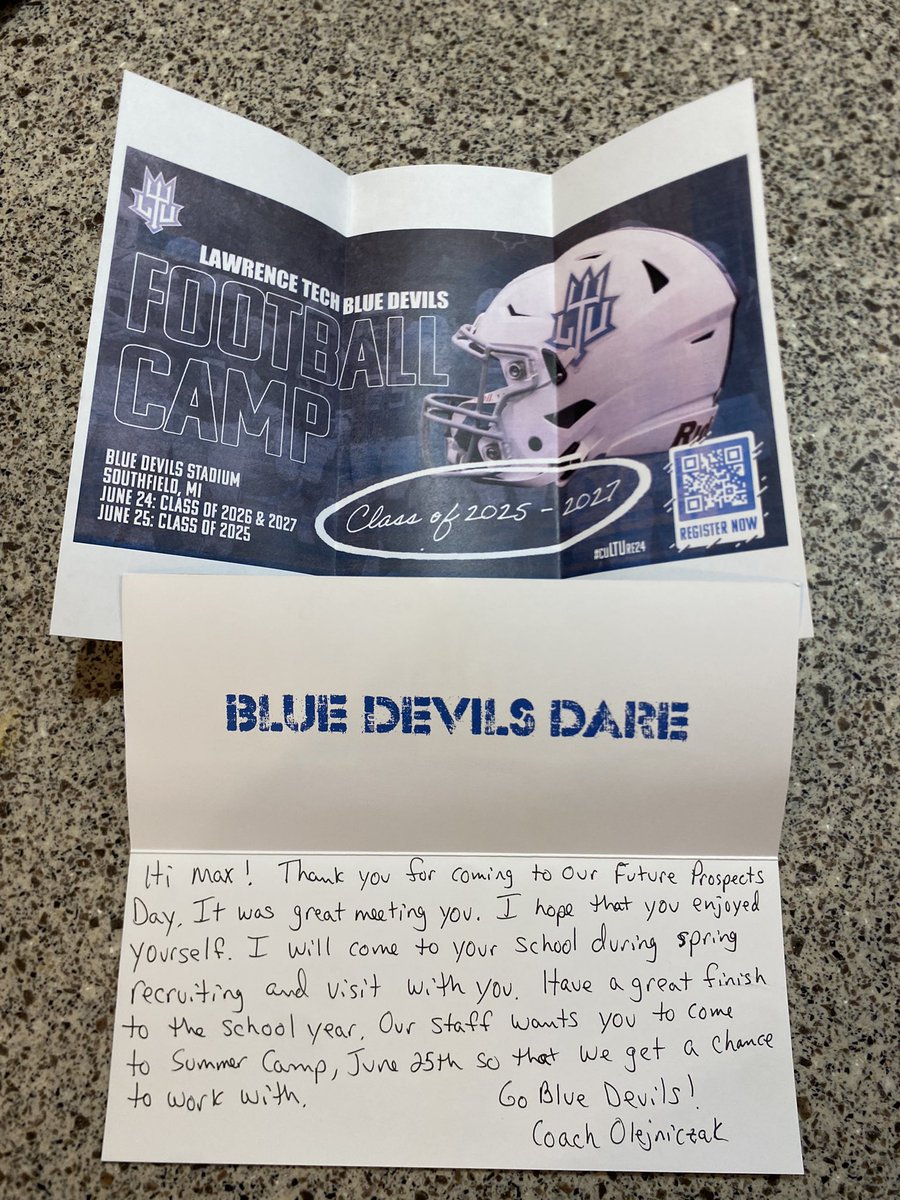 LTU
LAWRENCE TECH BLUE DEVILS
FOOTBALL
CAMP
LTU
BLUE DEVILS STADIUM
SOUTHFIELD, MI
JUNE 24: CLASS OF 2026 & 2027
JUNE 25: CLASS OF 2025
Class of 2025 - 2027
#CULTURE24
REGISTER NOW
BLUE DEVILS DARE
Hi Max! Thank you for coming to our Future Prospects
Day. It was great meeting you. I hope that you enjoyed
yourself. I will come to your school during spring
recruiting and visit with you. Have a great finish
to the school year. Our staff wants you to come
to Summer Camp, June 25th so that we get a chance
to work with.
Go Blue Devils!
Coach Olejniczak